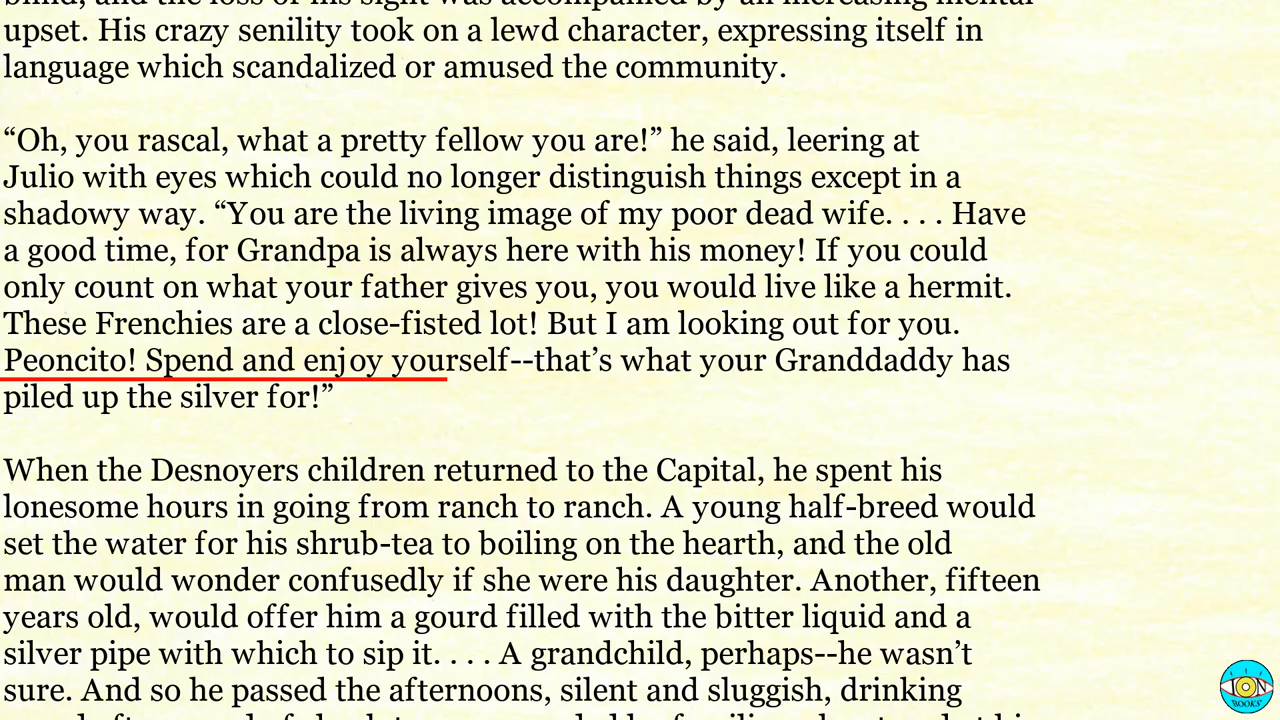 upset. His crazy senility took on a lewd character, expressing itself in
language which scandalized or amused the community.
“Oh, you rascal, what a pretty fellow you are!” he said, leering at
Julio with eyes which could no longer distinguish things except in a
shadowy way. “You are the living image of my poor dead wife. . . . Have
a good time, for Grandpa is always here with his money! If you could
only count on what your father gives you, you would live like a hermit.
These Frenchies are a close-fisted lot! But I am looking out for you.
Peoncito! Spend and enjoy yourself--that’s what your Granddaddy has
piled up the silver for!”
When the Desnoyers children returned to the Capital, he spent his
lonesome hours in going from ranch to ranch. A young half-breed would
set the water for his shrub-tea to boiling on the hearth, and the old
man would wonder confusedly if she were his daughter. Another, fifteen
years old, would offer him a gourd filled with the bitter liquid and a
silver pipe with which to sip it. . . . A grandchild, perhaps--he wasn’t
sure. And so he passed the afternoons, silent and sluggish, drinking
ION
BOOKS